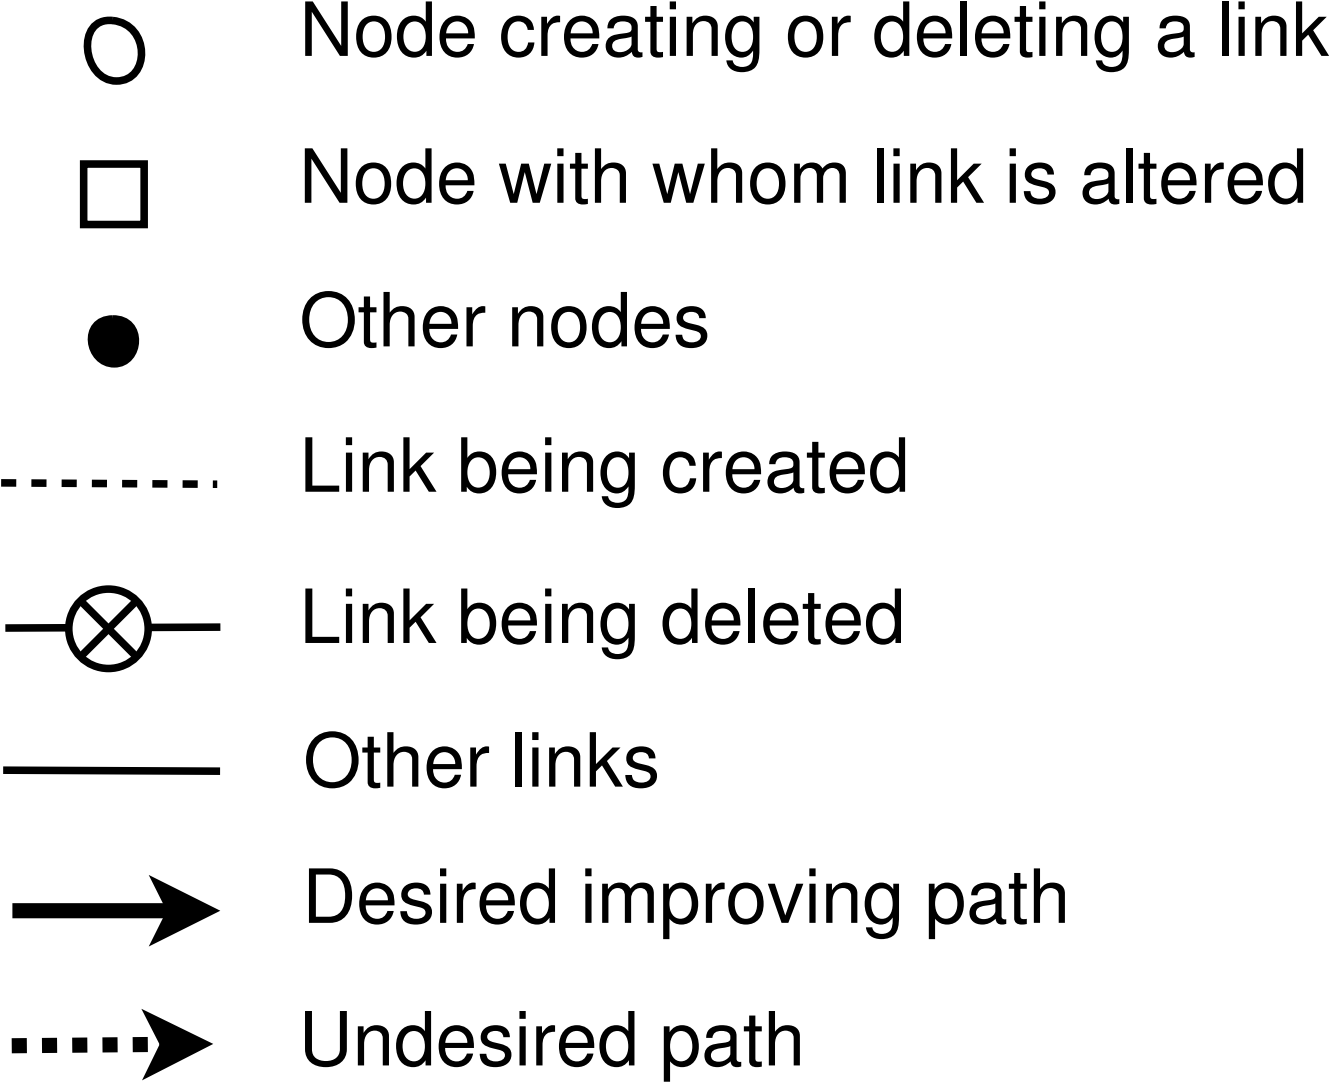 Node creating or deleting a link
Node with whom link is altered
Other nodes
Link being created
Link being deleted
Other links
Desired improving path
Undesired path